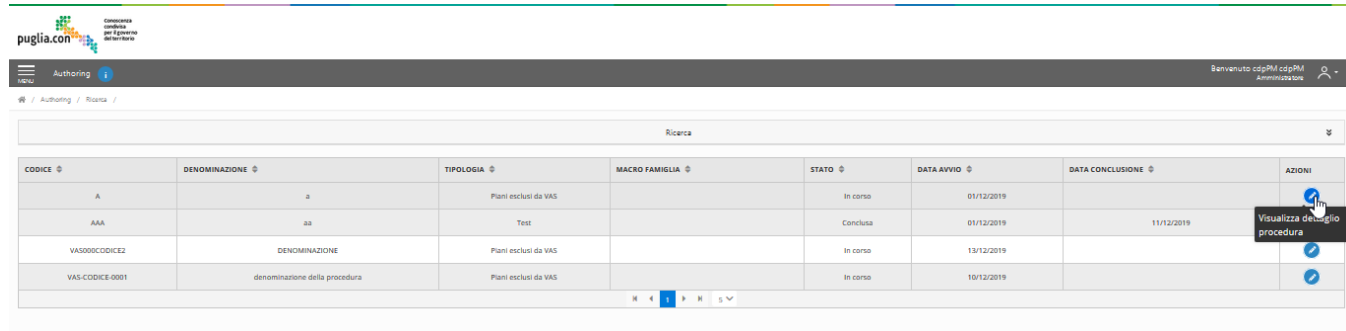 puglia.con
Conoscenza
condivisa
per il governo
del territorio
MENU Authoring i Benvenuto cdpPM cdpPM
Amministratore
/ Authoring / Ricerca /
Ricerca
CODICE DENOMINAZIONE TIPOLOGIA MACRO FAMIGLIA STATO DATA AVVIO DATA CONCLUSIONE AZIONI
A a Piani esclusi da VAS In corso 01/12/2019
AAA aa Test Conclusa 01/12/2019 11/12/2019
Visualizza dettaglio
procedura
VAS000CODICE2 DENOMINAZIONE Piani esclusi da VAS In corso 13/12/2019
VAS-CODICE-0001 denominazione della procedura Piani esclusi da VAS In corso 10/12/2019
1 5